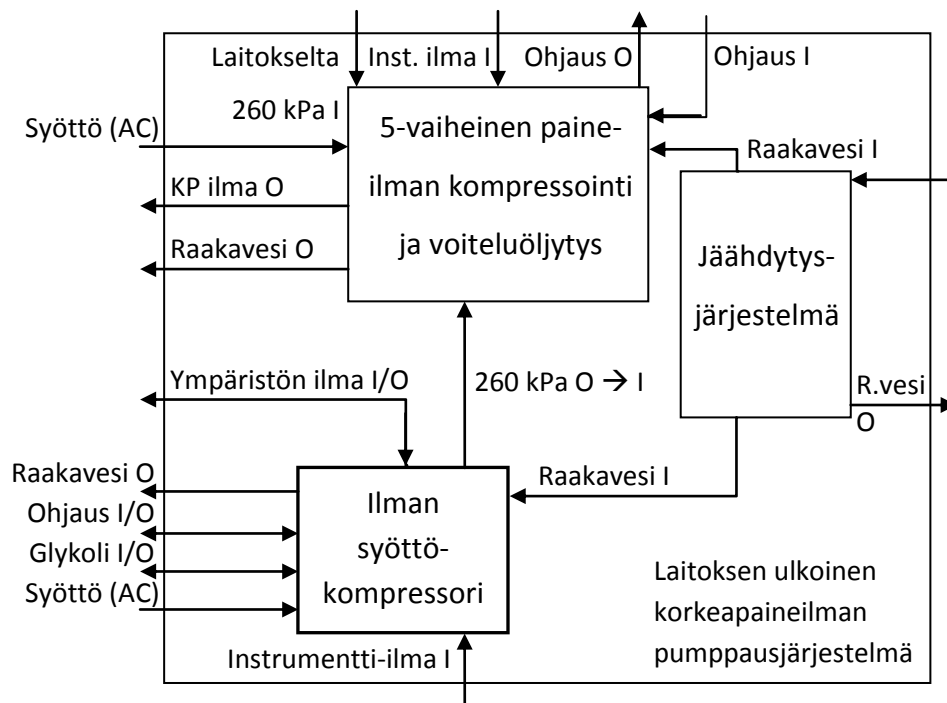 Laitokselta
Inst. ilma I
Ohjaus O
Ohjaus I
260 kPa I
Syöttö (AC)
5-vaiheinen paine-
ilman kompressointi
ja voiteluöljytys
Raakavesi I
KP ilma O
Raakavesi O
Jäähdytys-
järjestelmä
Ympäristön ilma I/O
260 kPa O → I
R.vesi
O
Raakavesi O
Ohjaus I/O
Glykoli I/O
Syöttö (AC)
Ilman
syöttö-
kompressori
Raakavesi I
Instrumentti-ilma I
Laitoksen ulkoinen
korkeapaineilman
pumppausjärjestelmä